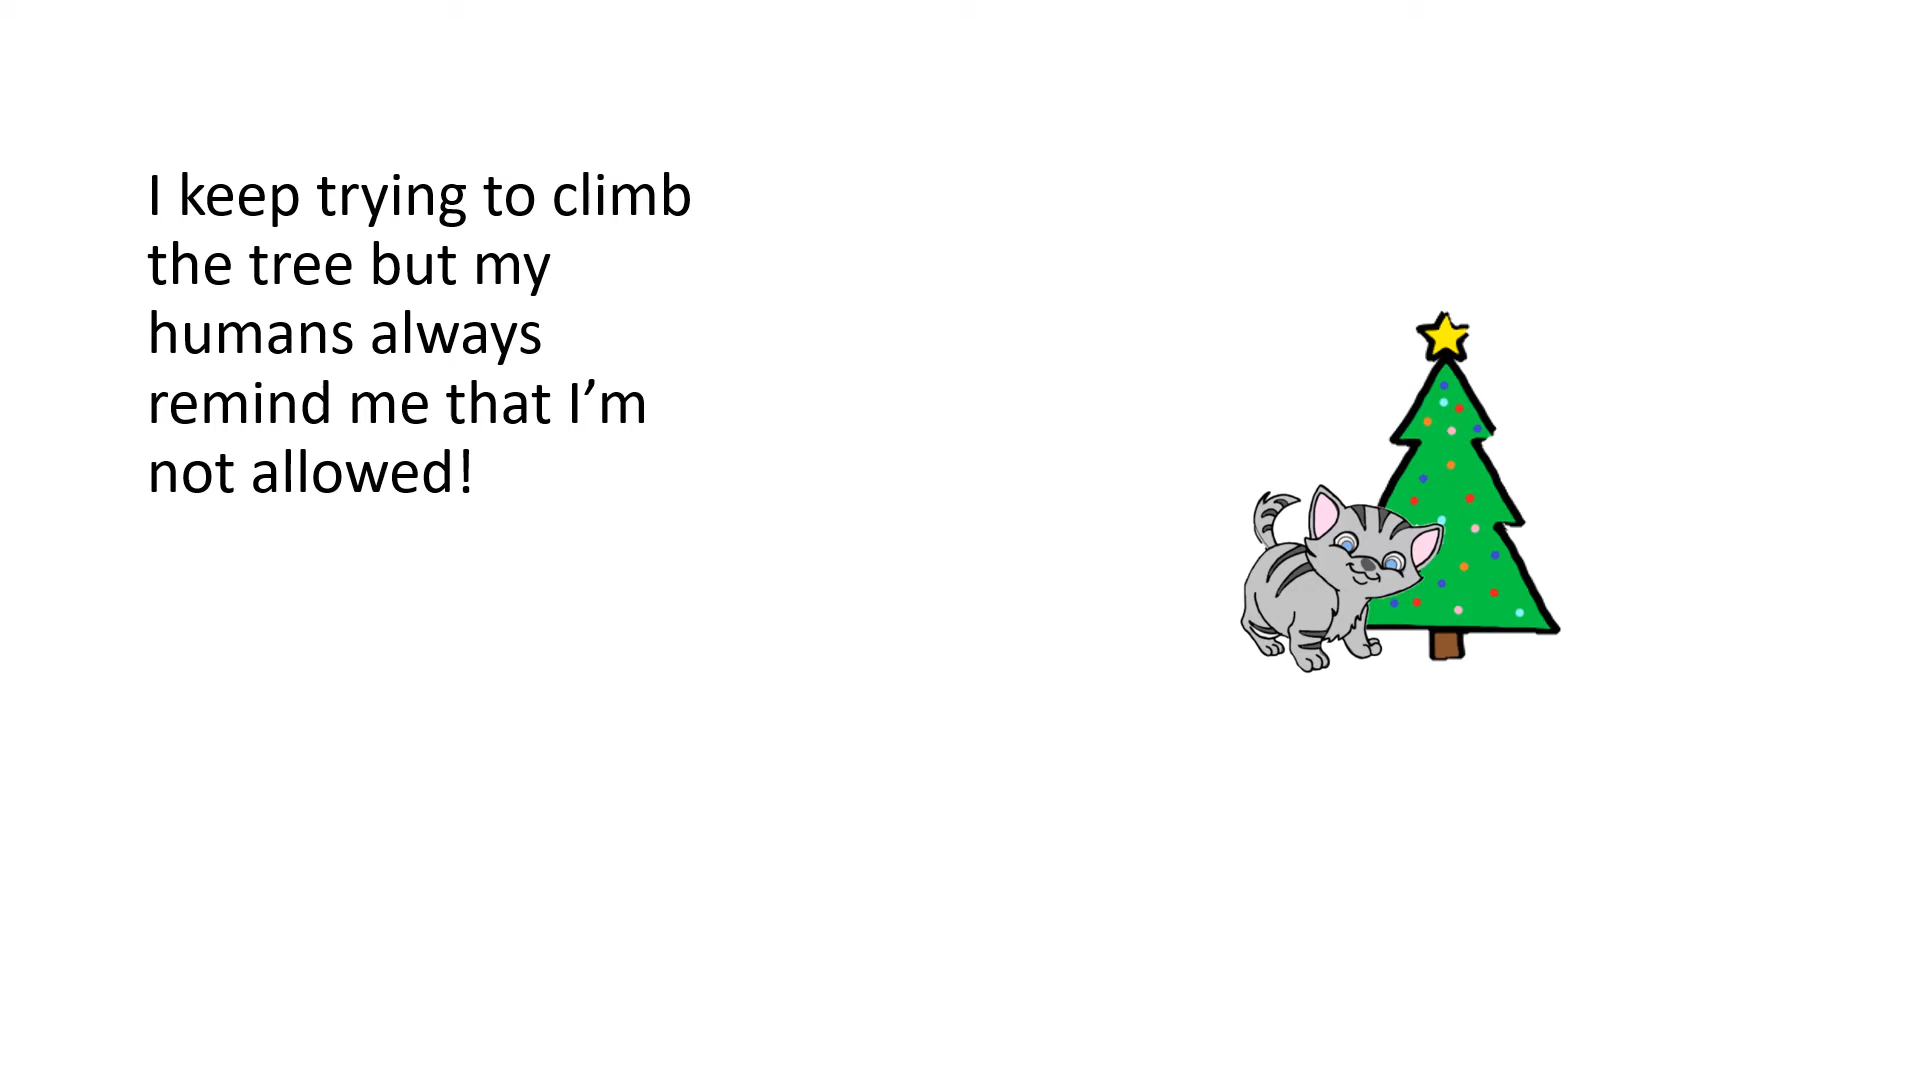 I keep trying to climb
the tree but my
humans always
remind me that I’m
not allowed!